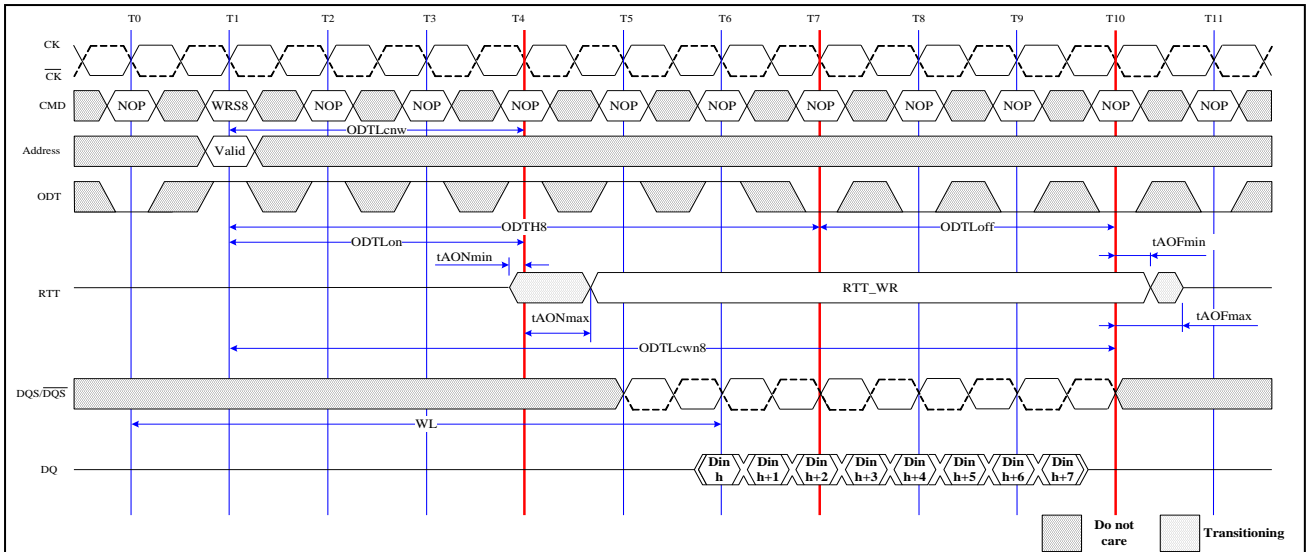 T0 T1 T2 T3 T4 T5 T6 T7 T8 T9 T10 T11
CK
CK
CMD NOP WRS8 NOP NOP NOP NOP NOP NOP NOP NOP NOP NOP
ODTLcnw
Address Valid
ODT
ODTH8 ODTLoff
ODTLon
tAONmin tAOFmin
RTT RTT_WR
tAONmax tAOFmax
ODTLcwn8
DQS/DQS
WL
DQ Din h Din h+1 Din h+2 Din h+3 Din h+4 Din h+5 Din h+6 Din h+7
Do not care Transitioning